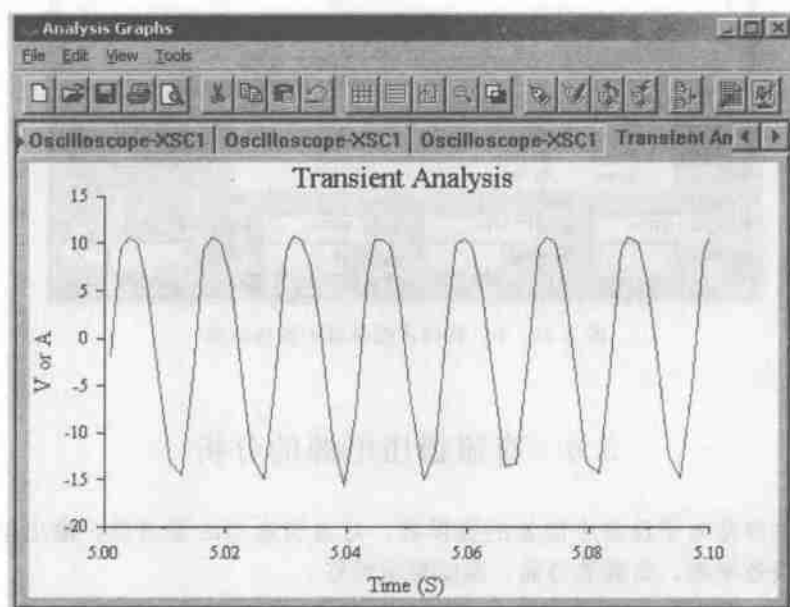 Analysis Graphs
File Edit View Tools
Oscilloscope-XSC1 Oscilloscope-XSC1 Oscilloscope-XSC1 Transient An
Transient Analysis
15
10
5
0
-5
-10
-15
-20
V or A
5.00 5.02 5.04 5.06 5.08 5.10
Time (S)